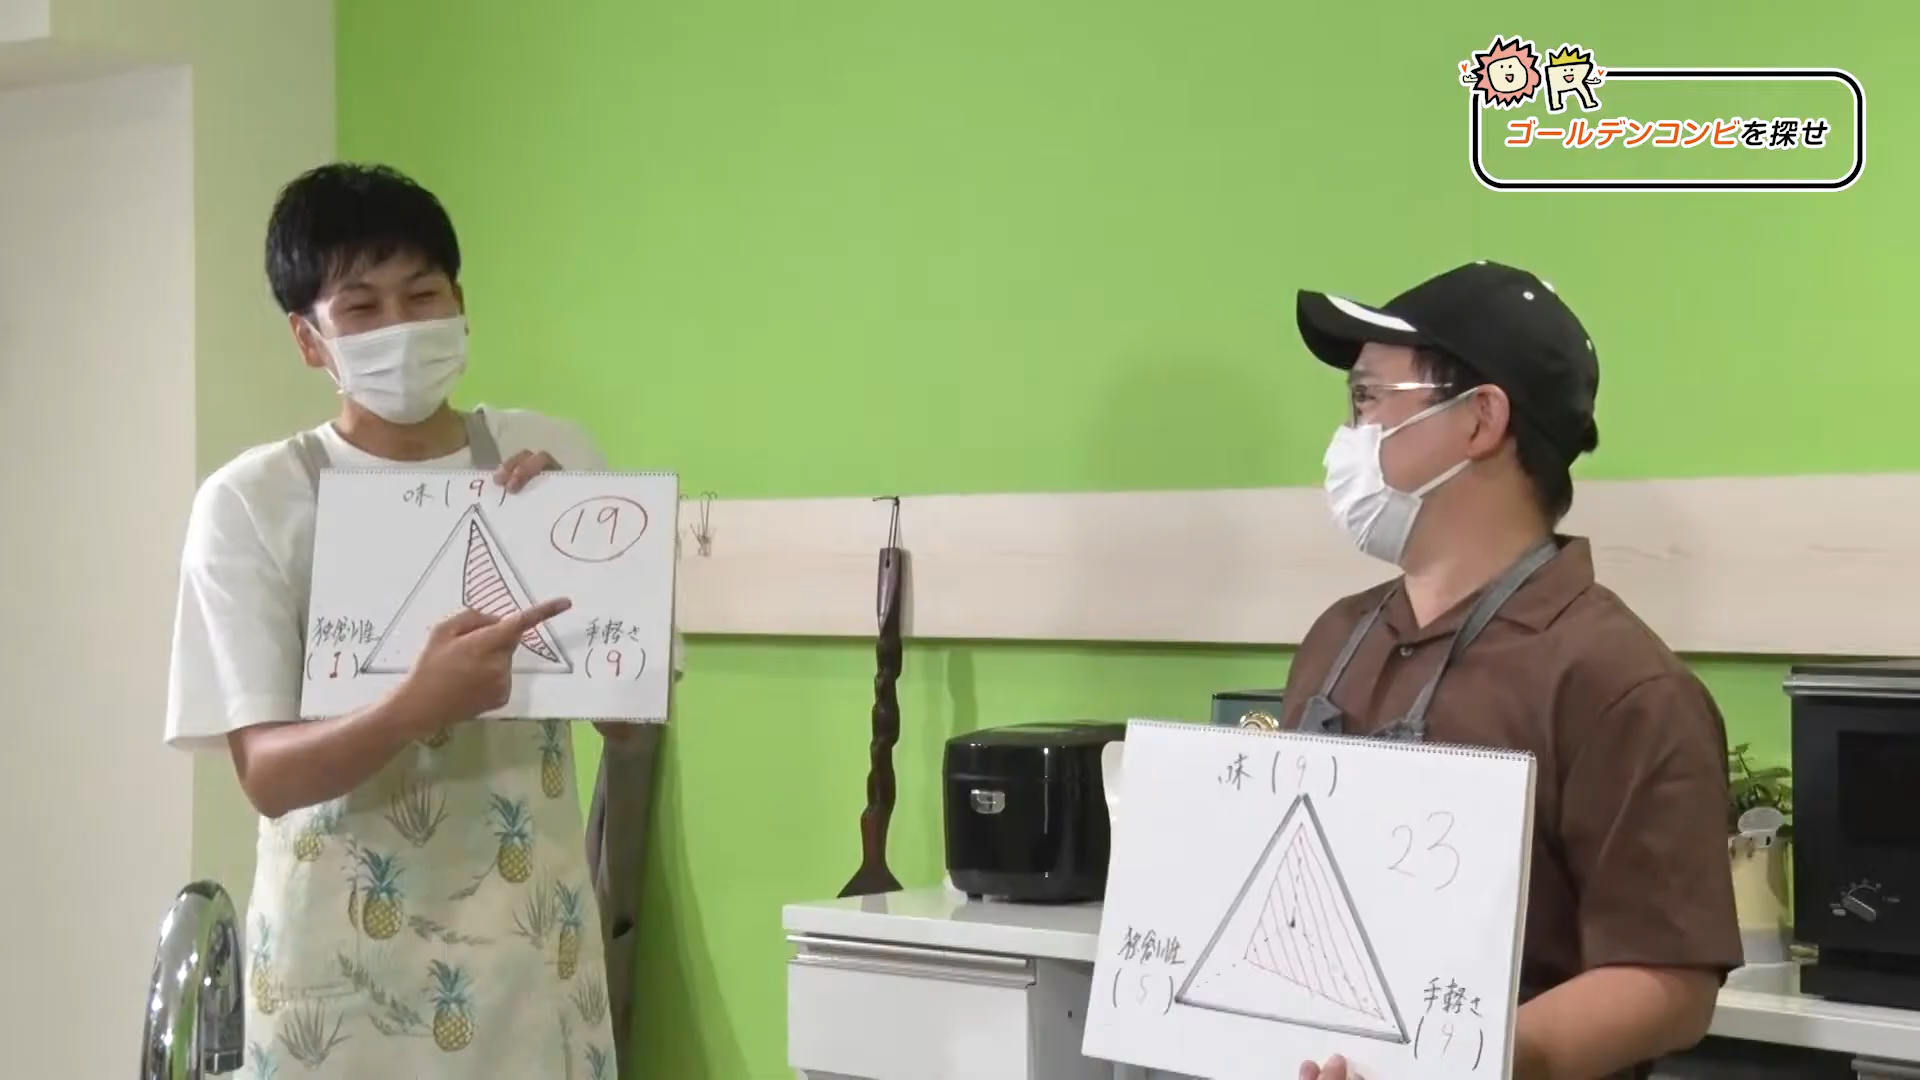 ゴールデンコンビを探せ
味(9)
19
独創性
(1)
手軽さ
(9)
味(9)
23
独創性
(5)
手軽さ
(9)